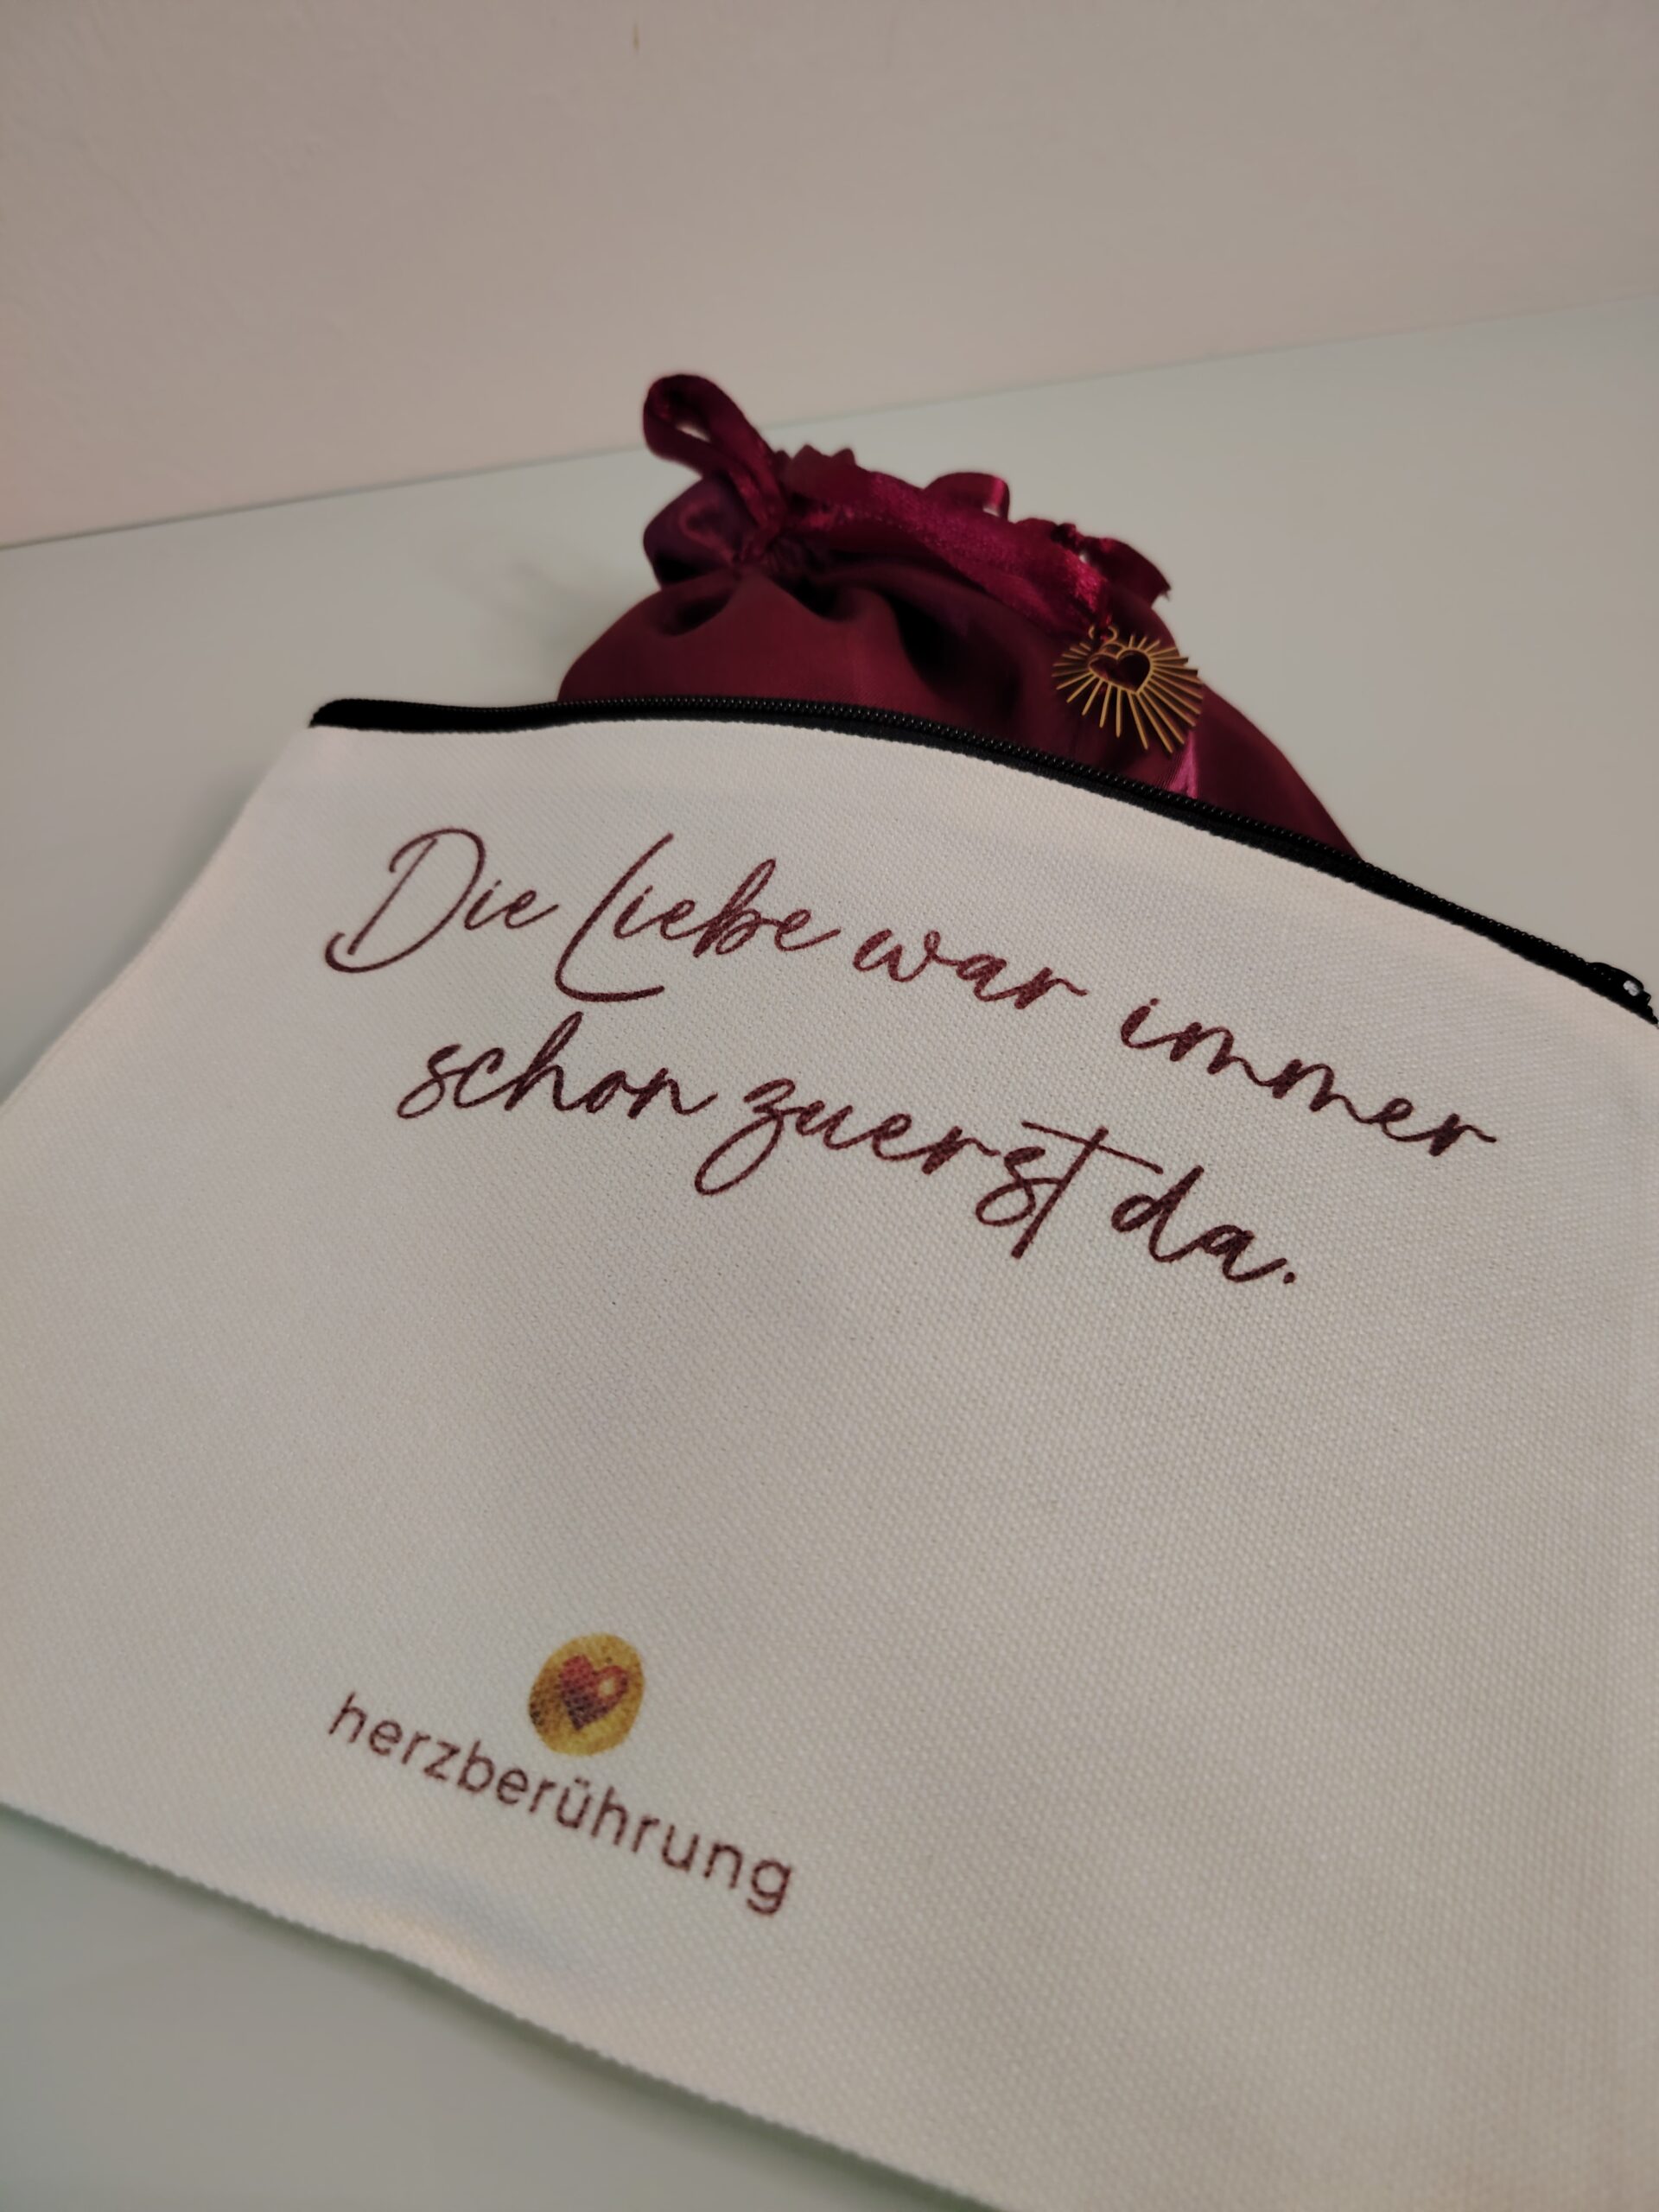 Die Liebe war immer
schon zuerst da.
herzberührung